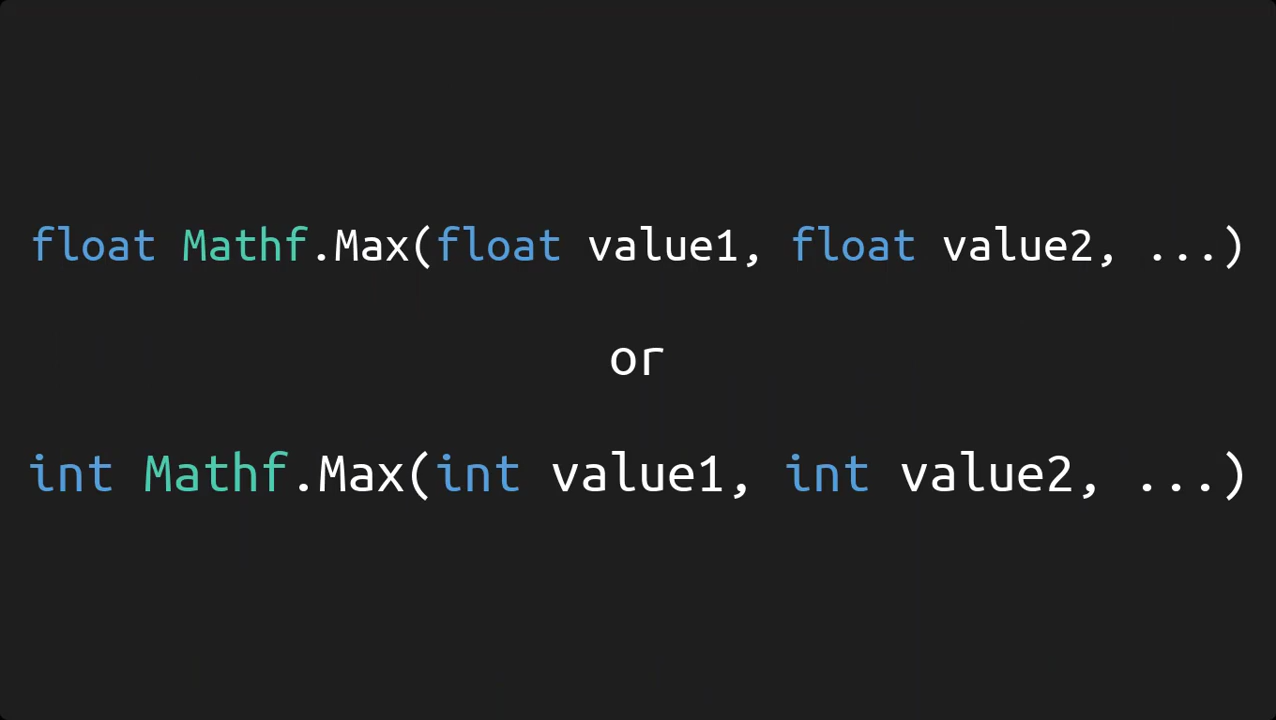 float Mathf.Max(float value1, float value2, ...)
or
int Mathf.Max(int value1, int value2, ...)